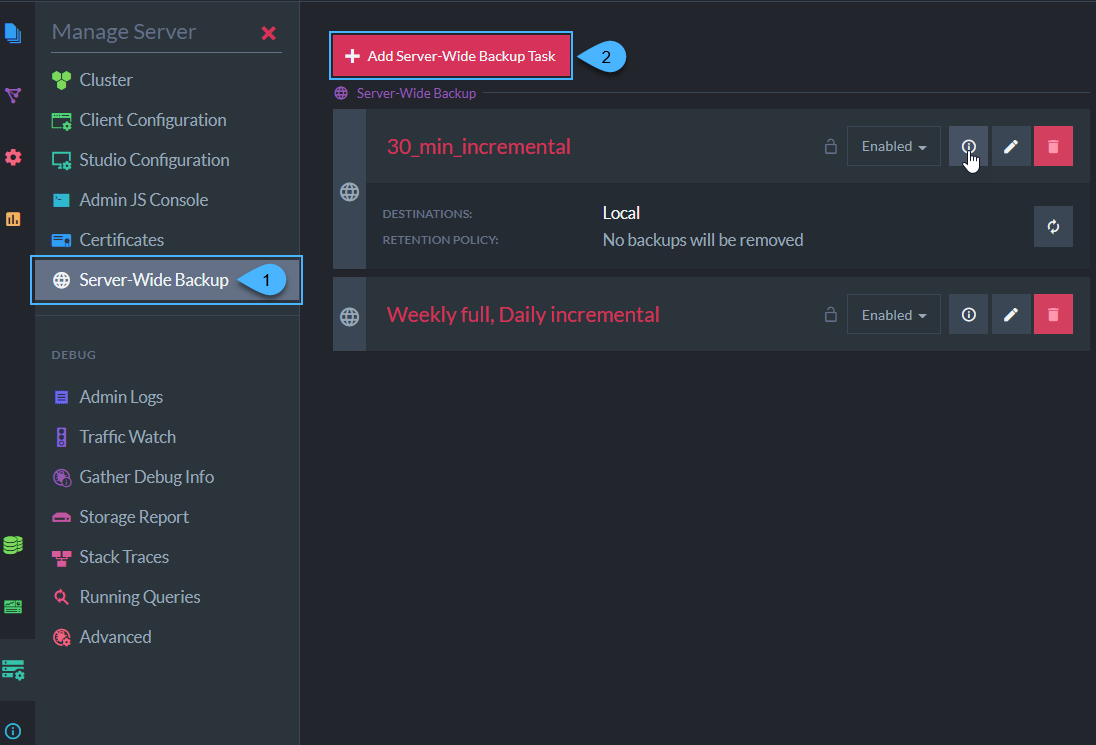 Manage Server
Cluster
Client Configuration
Studio Configuration
Admin JS Console
Certificates
Server-Wide Backup
1
DEBUG
Admin Logs
Traffic Watch
Gather Debug Info
Storage Report
Stack Traces
Running Queries
Advanced
Add Server-Wide Backup Task
2
Server-Wide Backup
30_min_incremental
Enabled
DESTINATIONS: Local
RETENTION POLICY: No backups will be removed
Weekly full, Daily incremental
Enabled